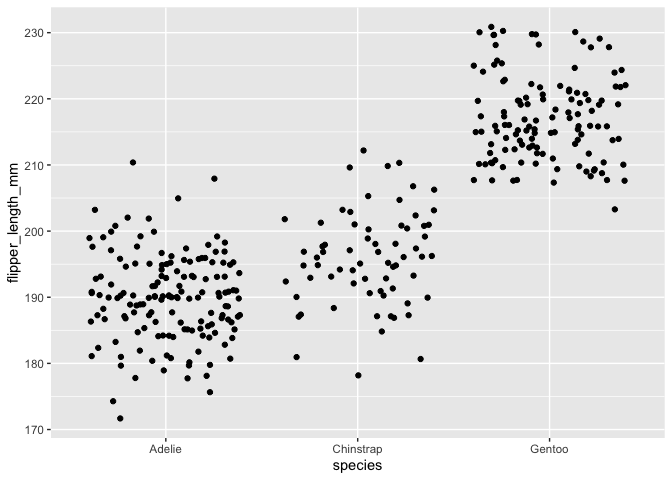 230
220
210
200
190
180
170
flipper_length_mm
Adelie
Chinstrap
Gentoo
species